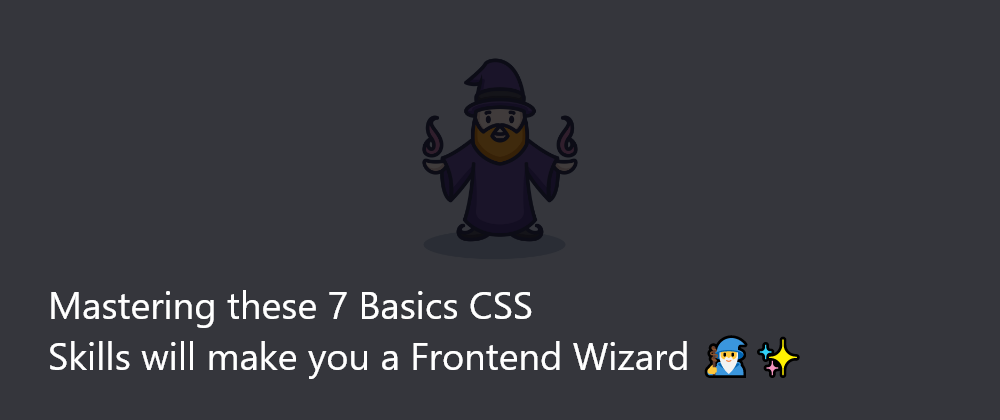 Mastering these 7 Basics CSS
Skills will make you a Frontend Wizard 🧙‍♂️ ✨